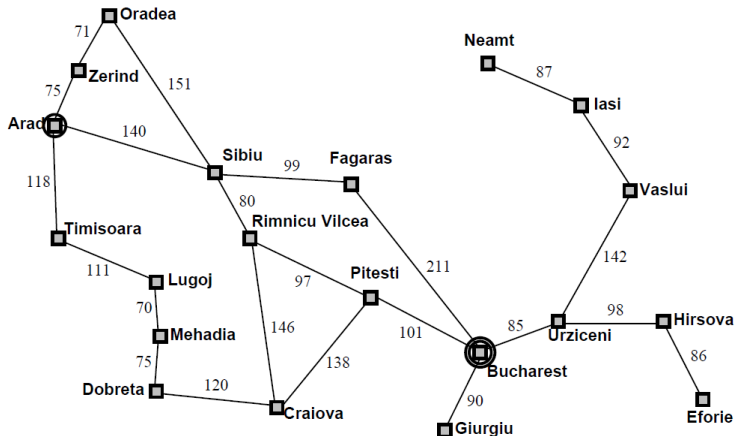 Oradea
71
Neamt
Zerind
87
151
75
Iasi
Arad
140
92
Sibiu
Fagaras
99
118
80
Vaslui
Timisoara
Rimnicu Vilcea
142
111
211
Lugoj
97
Pitesti
70
98
Hirsova
146
101
85
Mehadia
138
Urziceni
75
86
Bucharest
120
90
Dobreta
Craiova
Eforie
Giurgiu